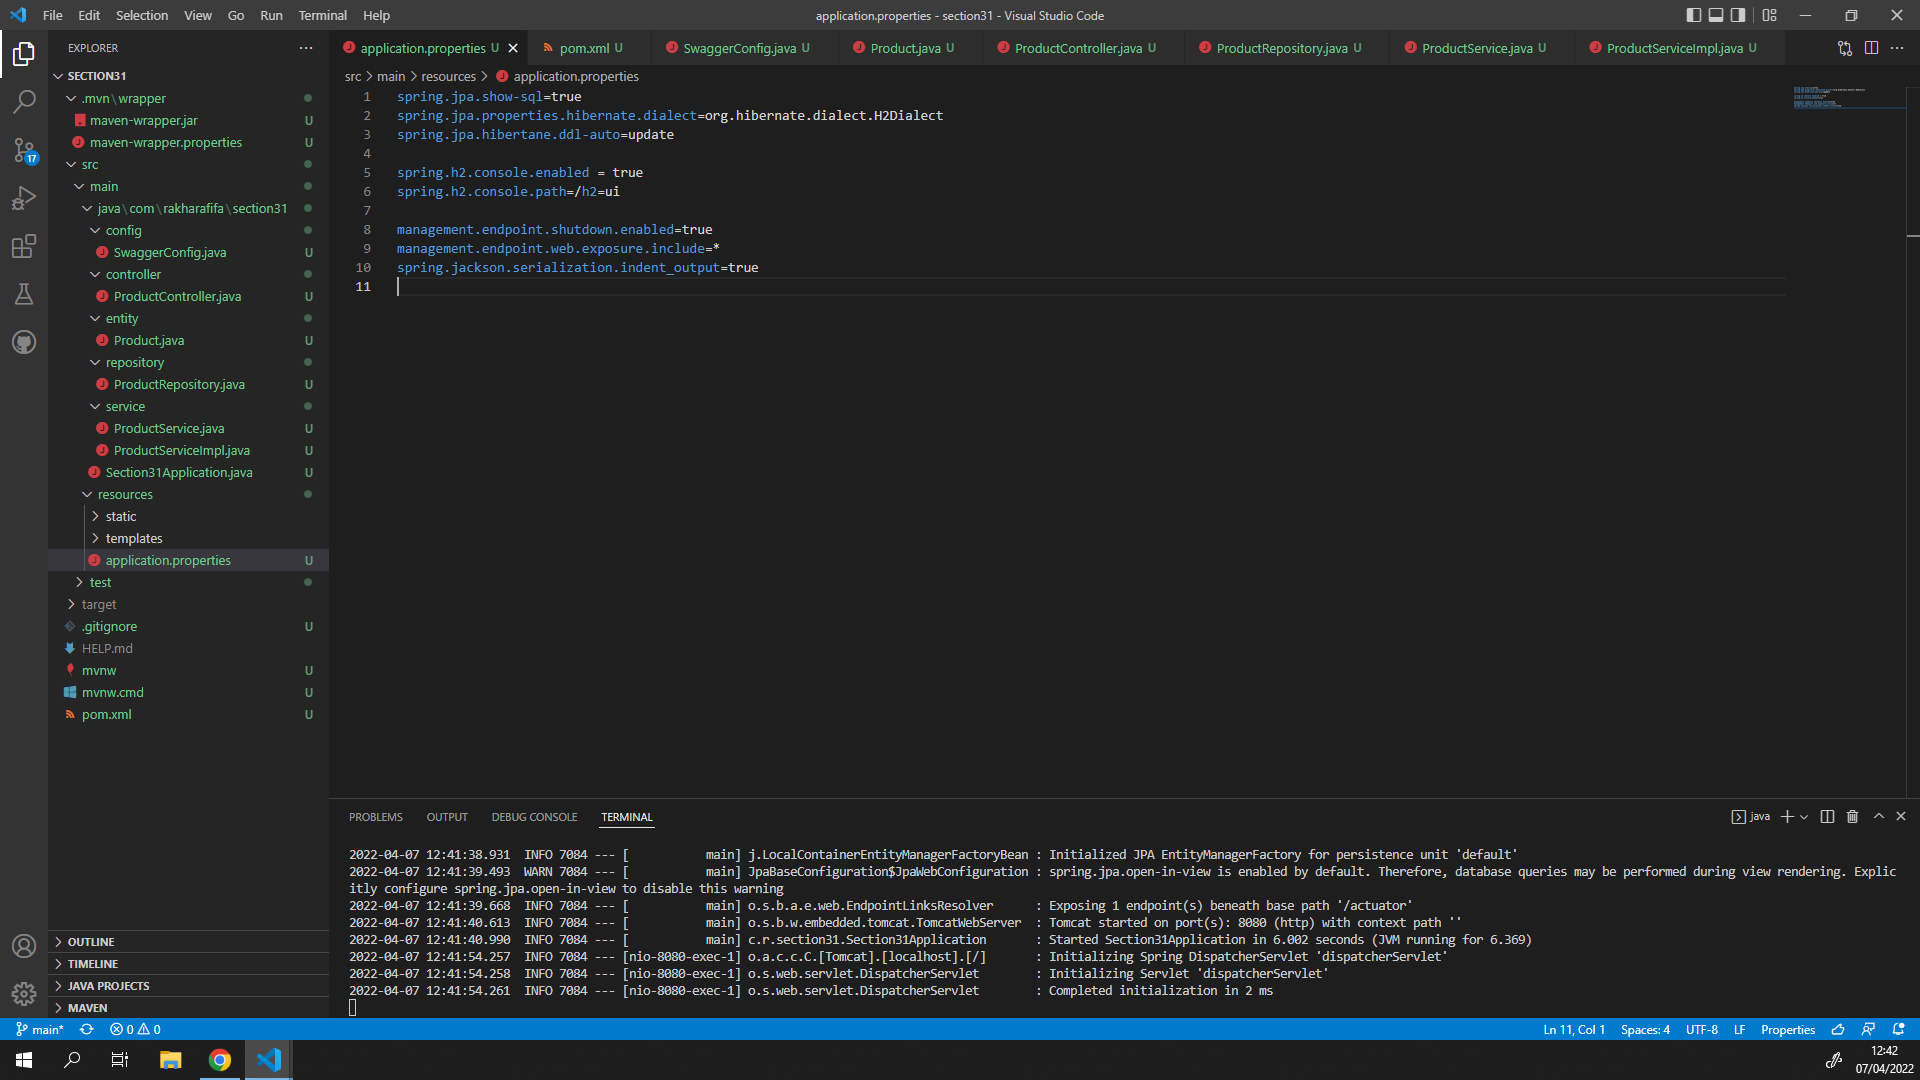 File Edit Selection View Go Run Terminal Help
application.properties - section31 - Visual Studio Code
EXPLORER
SECTION31
.mvn\wrapper
maven-wrapper.jar U
maven-wrapper.properties U
src
main
java\com\rakharafifa\section31
config
SwaggerConfig.java U
controller
ProductController.java U
entity
Product.java U
repository
ProductRepository.java U
service
ProductService.java U
ProductServiceImpl.java U
Section31Application.java U
resources
static
templates
application.properties U
test
target
.gitignore U
HELP.md
mvnw U
mvnw.cmd U
pom.xml U
OUTLINE
TIMELINE
JAVA PROJECTS
MAVEN
17
application.properties U pom.xml U SwaggerConfig.java U Product.java U ProductController.java U ProductRepository.java U ProductService.java U ProductServiceImpl.java U
src > main > resources > application.properties
1 spring.jpa.show-sql=true
2 spring.jpa.properties.hibernate.dialect=org.hibernate.dialect.H2Dialect
3 spring.jpa.hibertane.ddl-auto=update
4
5 spring.h2.console.enabled = true
6 spring.h2.console.path=/h2=ui
7
8 management.endpoint.shutdown.enabled=true
9 management.endpoint.web.exposure.include=*
10 spring.jackson.serialization.indent_output=true
11
PROBLEMS OUTPUT DEBUG CONSOLE TERMINAL
java
2022-04-07 12:41:38.931 INFO 7084 --- [ main] j.LocalContainerEntityManagerFactoryBean : Initialized JPA EntityManagerFactory for persistence unit 'default'
2022-04-07 12:41:39.493 WARN 7084 --- [ main] JpaBaseConfiguration$JpaWebConfiguration : spring.jpa.open-in-view is enabled by default. Therefore, database queries may be performed during view rendering. Explic
itly configure spring.jpa.open-in-view to disable this warning
2022-04-07 12:41:39.668 INFO 7084 --- [ main] o.s.b.a.e.web.EndpointLinksResolver : Exposing 1 endpoint(s) beneath base path '/actuator'
2022-04-07 12:41:40.613 INFO 7084 --- [ main] o.s.b.w.embedded.tomcat.TomcatWebServer : Tomcat started on port(s): 8080 (http) with context path ''
2022-04-07 12:41:40.990 INFO 7084 --- [ main] c.r.section31.Section31Application : Started Section31Application in 6.002 seconds (JVM running for 6.369)
2022-04-07 12:41:54.257 INFO 7084 --- [nio-8080-exec-1] o.a.c.c.C.[Tomcat].[localhost].[/] : Initializing Spring DispatcherServlet 'dispatcherServlet'
2022-04-07 12:41:54.258 INFO 7084 --- [nio-8080-exec-1] o.s.web.servlet.DispatcherServlet : Initializing Servlet 'dispatcherServlet'
2022-04-07 12:41:54.261 INFO 7084 --- [nio-8080-exec-1] o.s.web.servlet.DispatcherServlet : Completed initialization in 2 ms
main* 0 0 Ln 11, Col 1 Spaces: 4 UTF-8 LF Properties
12:42
07/04/2022